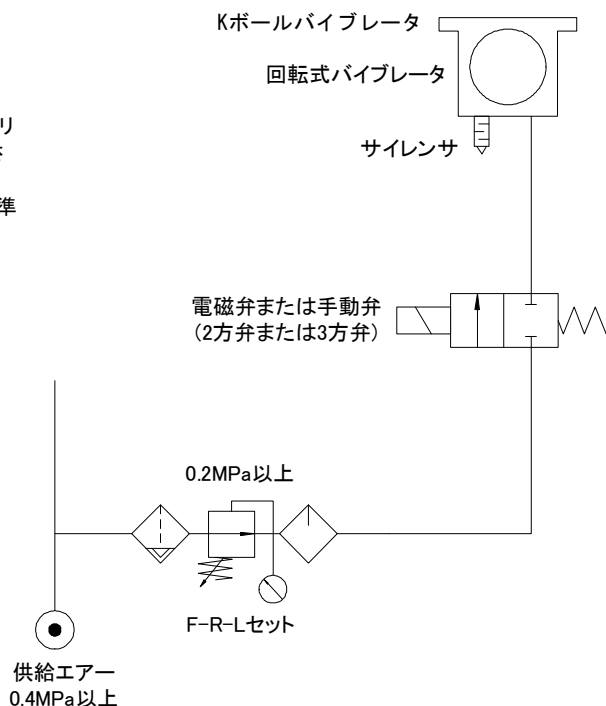 Kボールバイブレータ
回転式バイブレータ
リ
サイレンサ
準
電磁弁または手動弁
(2方弁または3方弁)
0.2MPa以上
F-R-Lセット
供給エアー
0.4MPa以上